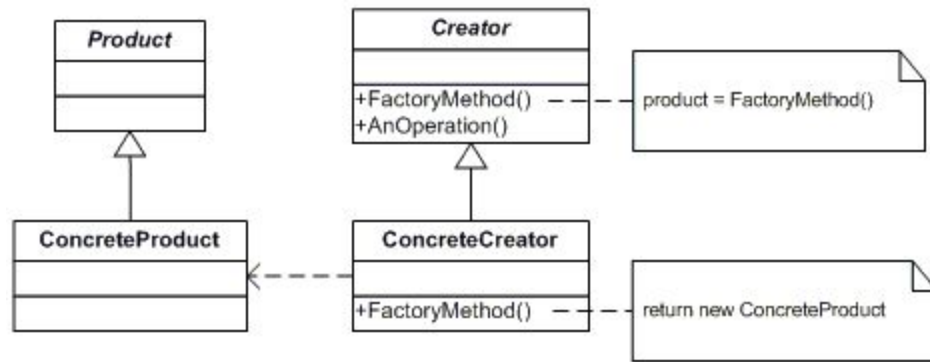 Product
Creator
+FactoryMethod()
+AnOperation()
product = FactoryMethod()
ConcreteProduct
ConcreteCreator
+FactoryMethod()
return new ConcreteProduct